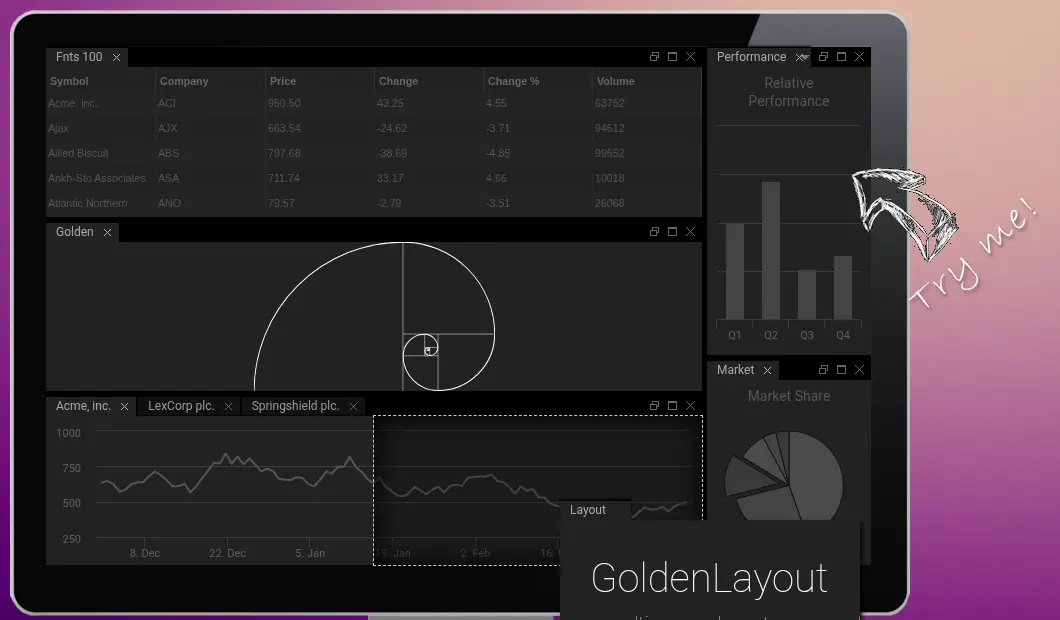 Fnts 100
Symbol Company Price Change Change % Volume
Acme, inc. ACI 950.50 43.25 4.55 63752
Ajax AJX 663.54 -24.62 -3.71 94512
Allied Biscuit ABS 797.68 -38.69 -4.85 99652
Ankh-Sto Associates ASA 711.74 33.17 4.66 10018
Atlantic Northern ANO 79.57 -2.79 -3.51 26068
Golden
Acme, inc. LexCorp plc. Springshield plc.
1000
750
500
250
8. Dec 22. Dec 5. Jan 19. Jan 2. Feb 16.
Performance
Relative
Performance
Q1 Q2 Q3 Q4
Market
Market Share
Layout
GoldenLayout
Try me!